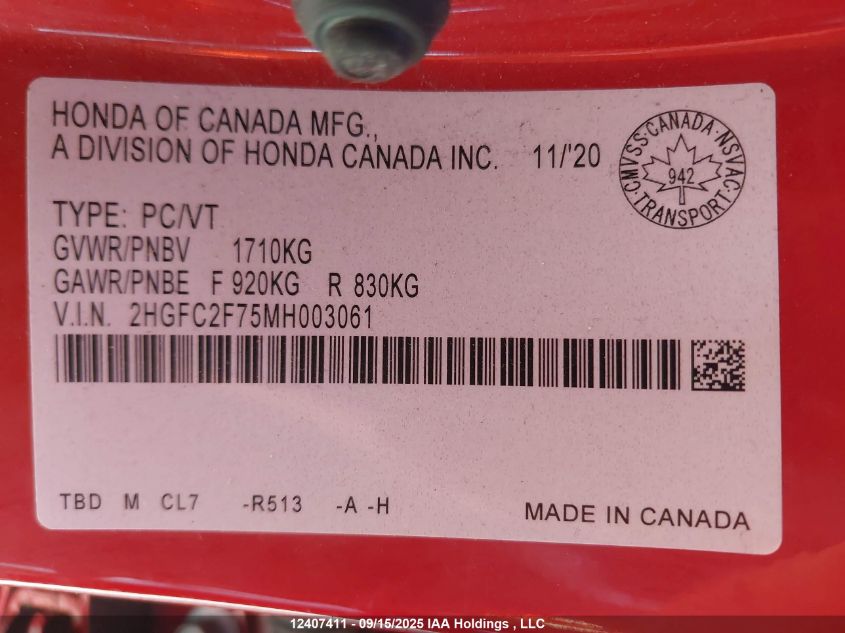 HONDA OF CANADA MFG.,
A DIVISION OF HONDA CANADA INC. 11/'20
CMVSS·CANADA·NSVAC·TRANSPORT·
942
TYPE: PC/VT
GVWR/PNBV 1710KG
GAWR/PNBE F 920KG R 830KG
V.I.N. 2HGFC2F75MH003061
TBD M CL7 -R513 -A -H
MADE IN CANADA
12407411 - 09/15/2025 IAA Holdings , LLC